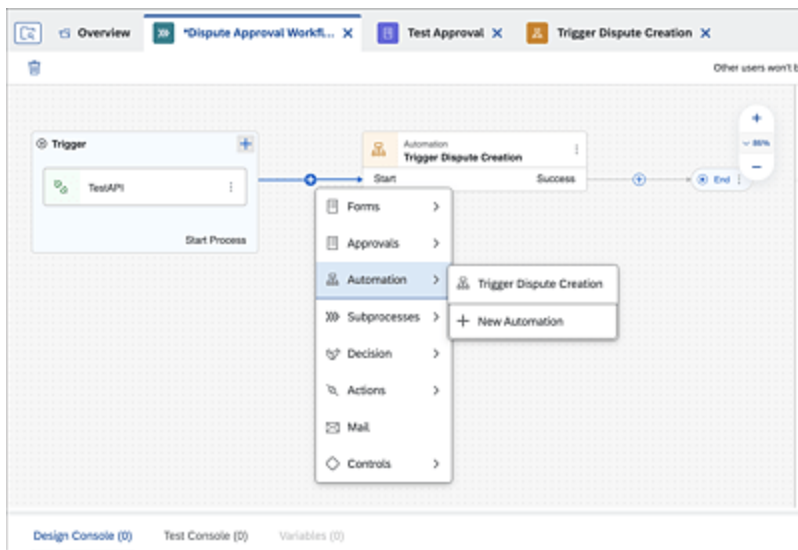 Overview
*Dispute Approval Workfl...
Test Approval
Trigger Dispute Creation
Other users won't b
Trigger
TestAPI
Start Process
Automation
Trigger Dispute Creation
Start
Success
End
86%
Forms
Approvals
Automation
Subprocesses
Decision
Actions
Mail
Controls
Trigger Dispute Creation
New Automation
Design Console (0)
Test Console (0)
Variables (0)